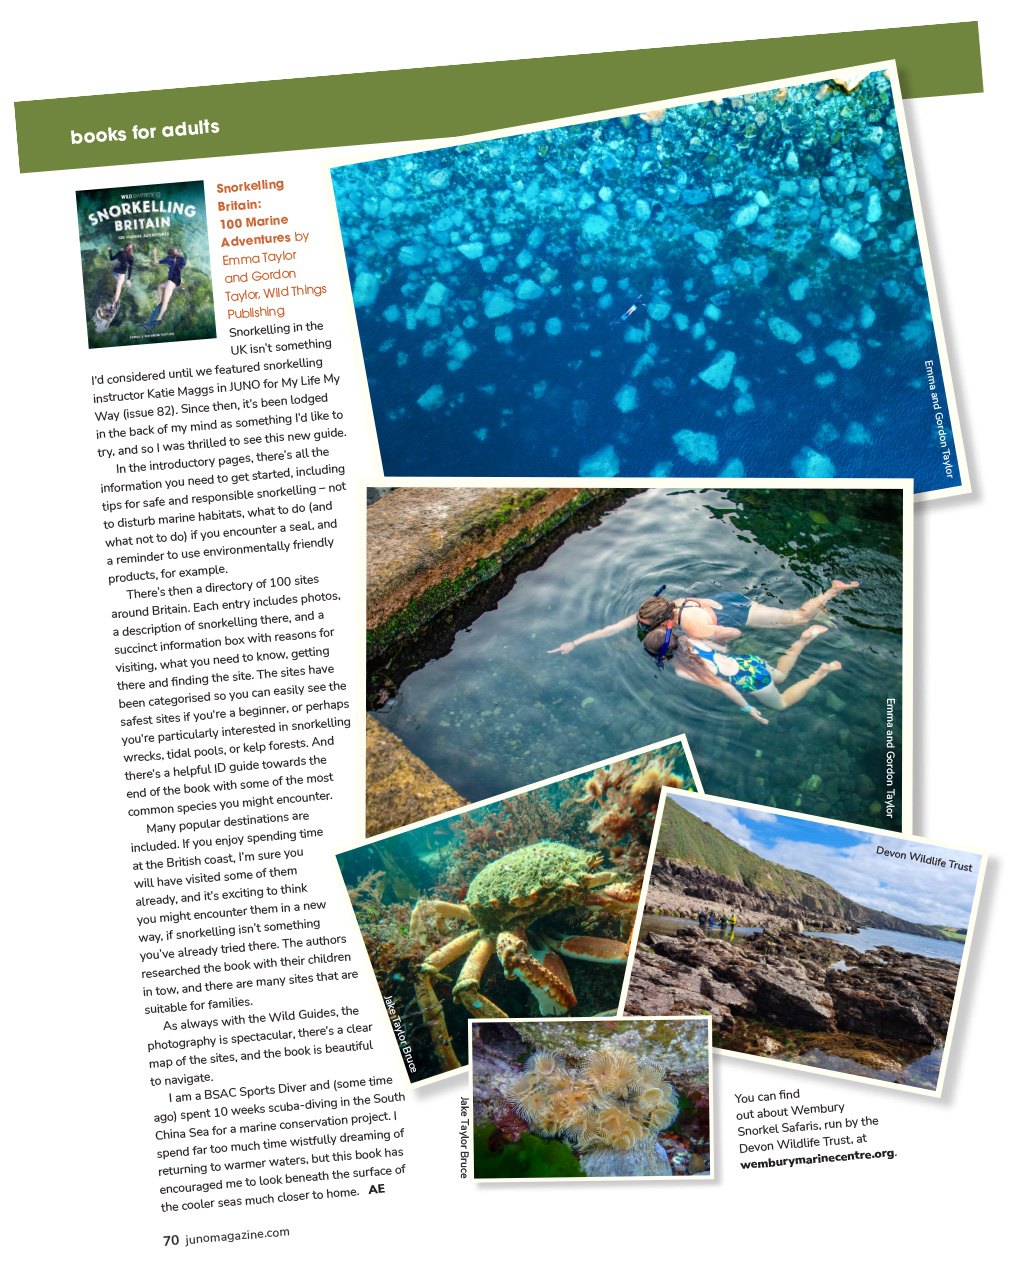 books for adults
WILD
SNORKELLING
BRITAIN
100 MARINE ADVENTURES
Snorkelling
Britain:
100 Marine
Adventures by
Emma Taylor
and Gordon
Taylor, Wild Things
Publishing
Snorkelling in the
UK isn't something
I'd considered until we featured snorkelling
instructor Katie Maggs in JUNO for My Life My
Way (issue 82). Since then, it's been lodged
in the back of my mind as something I'd like to
try, and so I was thrilled to see this new guide.
In the introductory pages, there's all the
information you need to get started, including
tips for safe and responsible snorkelling – not
to disturb marine habitats, what to do (and
what not to do) if you encounter a seal, and
a reminder to use environmentally friendly
products, for example.
There's then a directory of 100 sites
around Britain. Each entry includes photos,
a description of snorkelling there, and a
succinct information box with reasons for
visiting, what you need to know, getting
there and finding the site. The sites have
been categorised so you can easily see the
safest sites if you're a beginner, or perhaps
you're particularly interested in snorkelling
wrecks, tidal pools, or kelp forests. And
there's a helpful ID guide towards the
end of the book with some of the most
common species you might encounter.
Many popular destinations are
included. If you enjoy spending time
at the British coast, I'm sure you
will have visited some of them
already, and it's exciting to think
you might encounter them in a new
way, if snorkelling isn't something
you've already tried there. The authors
researched the book with their children
in tow, and there are many sites that are
suitable for families.
As always with the Wild Guides, the
photography is spectacular, there's a clear
map of the sites, and the book is beautiful
to navigate.
I am a BSAC Sports Diver and (some time
ago) spent 10 weeks scuba-diving in the South
China Sea for a marine conservation project. I
spend far too much time wistfully dreaming of
returning to warmer waters, but this book has
encouraged me to look beneath the surface of
the cooler seas much closer to home. AE
Emma and Gordon Taylor
Emma and Gordon Taylor
Jake Taylor Bruce
Devon Wildlife Trust
Jake Taylor Bruce
You can find
out about Wembury
Snorkel Safaris, run by the
Devon Wildlife Trust, at
wemburymarinecentre.org.
70 junomagazine.com